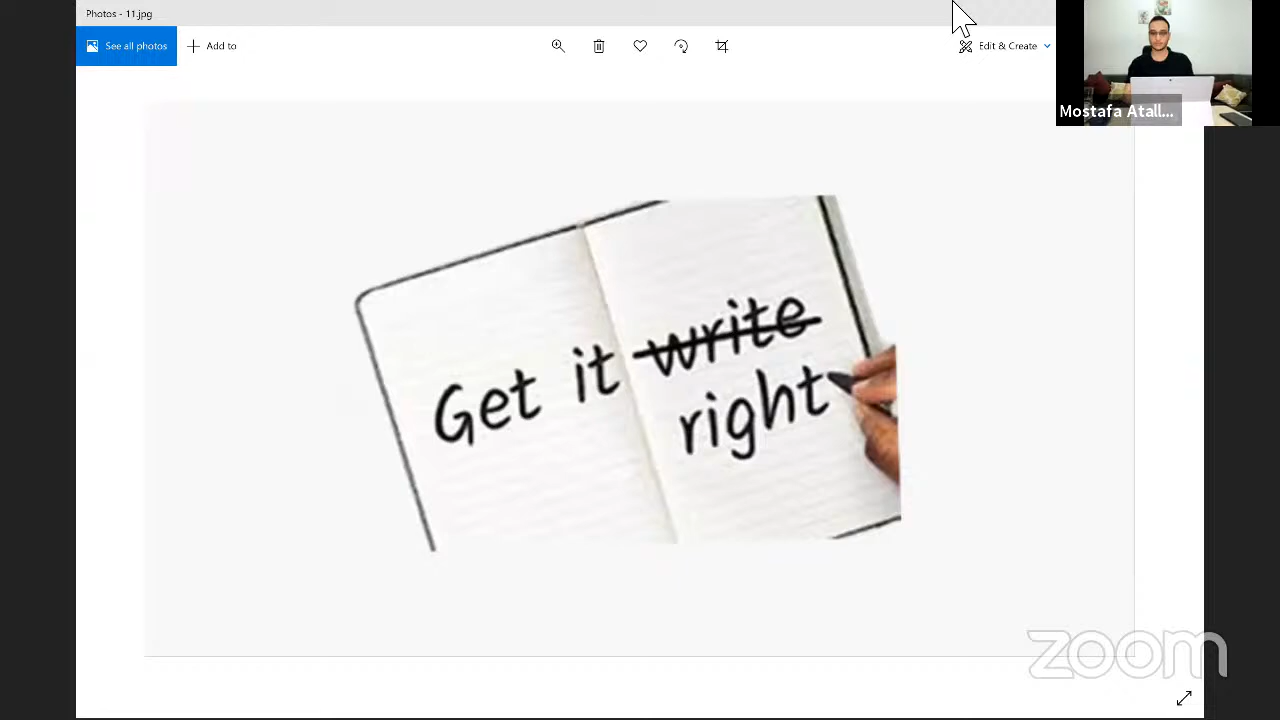 Photos - 11.jpg
See all photos
Add to
Edit & Create
Mostafa Atall...
Get it write
right
zoom